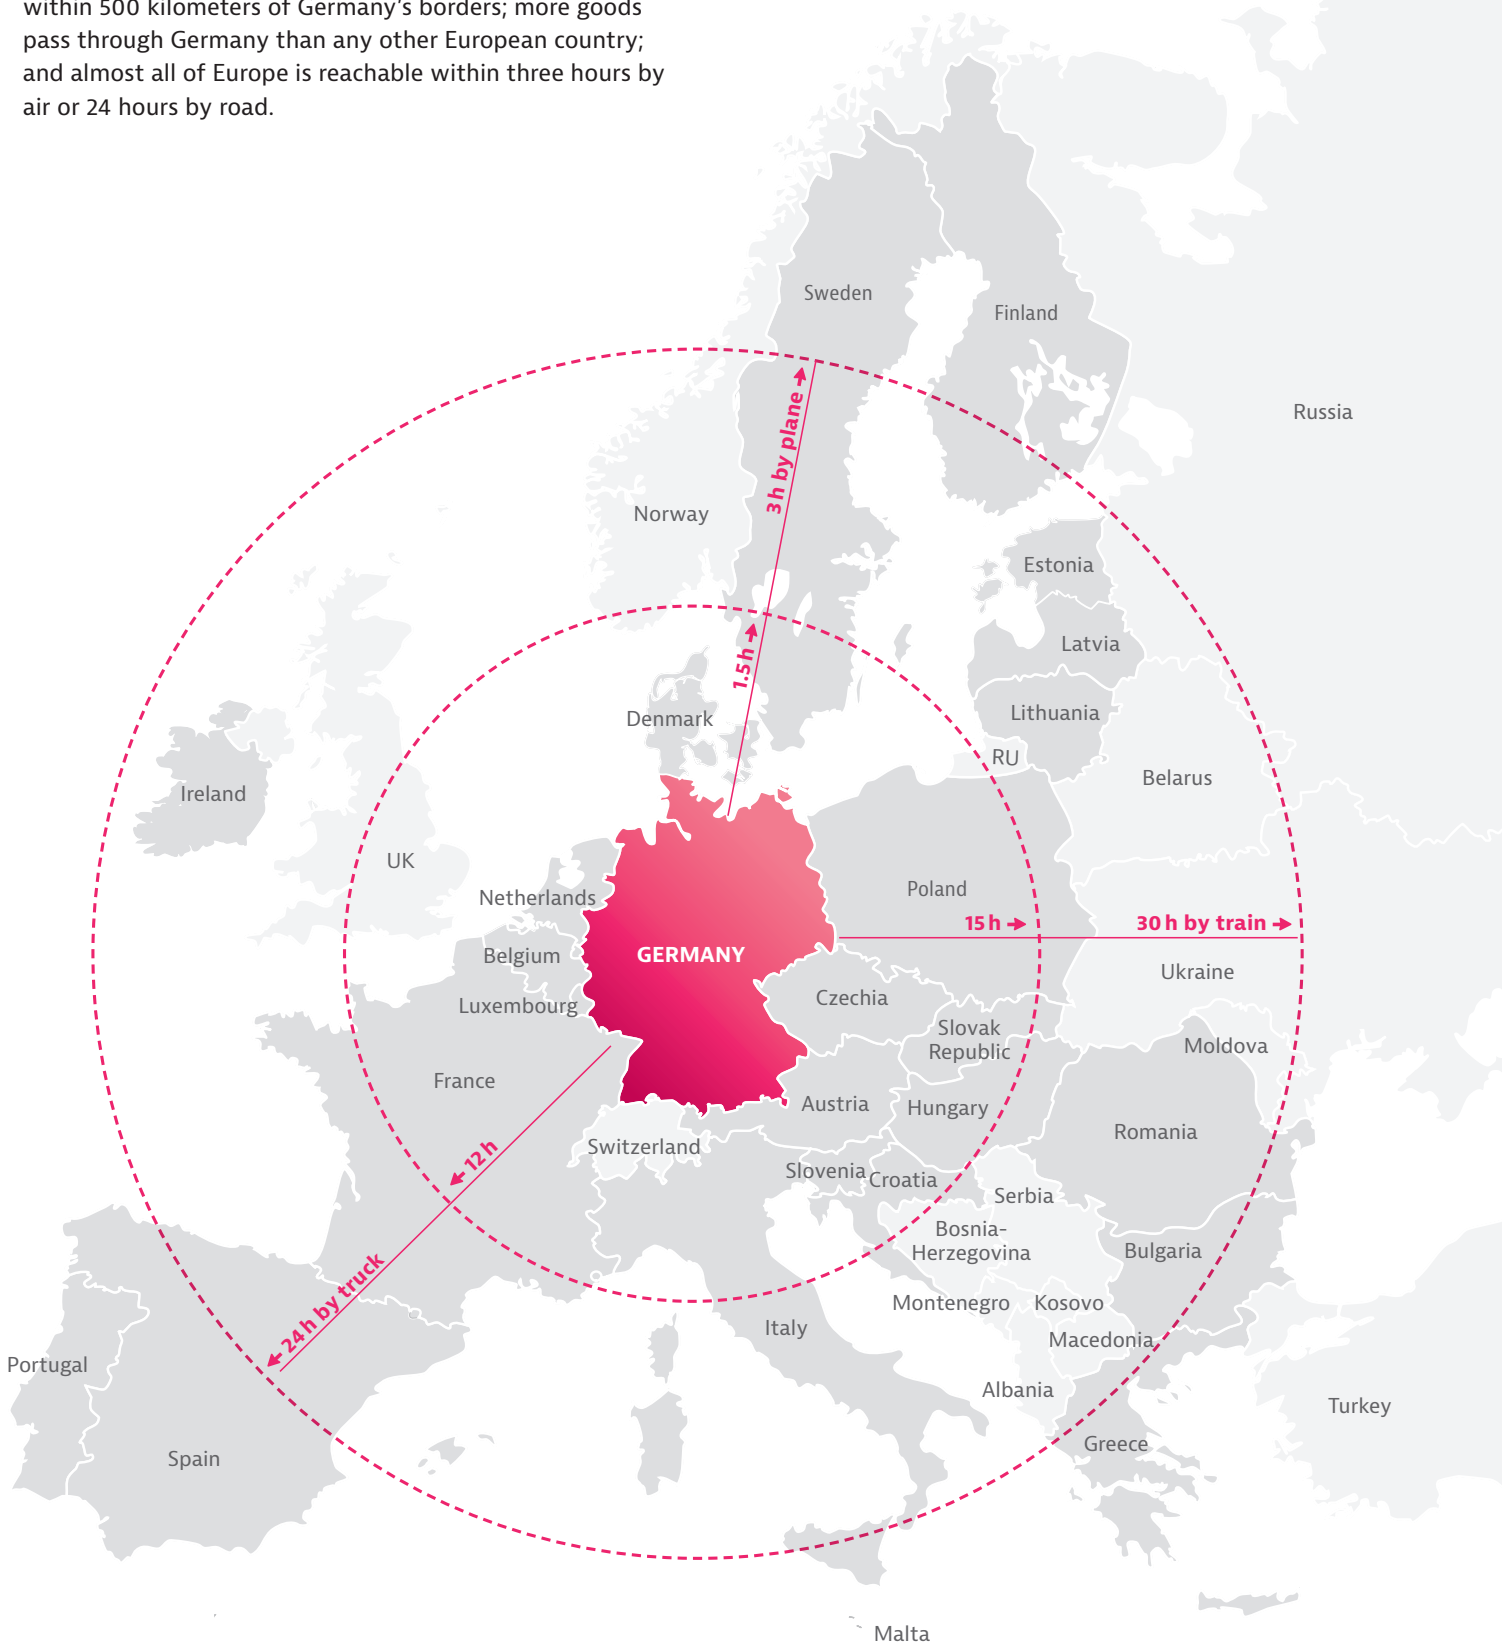 within 500 kilometers of Germany's borders; more goods
pass through Germany than any other European country;
and almost all of Europe is reachable within three hours by
air or 24 hours by road.
Sweden
Finland
Russia
3 h by plane
Norway
Estonia
1.5 h
Latvia
Denmark
Lithuania
RU
Belarus
Ireland
UK
Netherlands
Poland
15 h
30 h by train
GERMANY
Belgium
Ukraine
Czechia
Luxembourg
Slovak
Republic
Moldova
France
Austria
Hungary
Romania
Switzerland
12 h
Slovenia
Croatia
Serbia
Bosnia-
Herzegovina
Bulgaria
24 h by truck
Montenegro
Kosovo
Italy
Macedonia
Portugal
Albania
Turkey
Greece
Spain
Malta